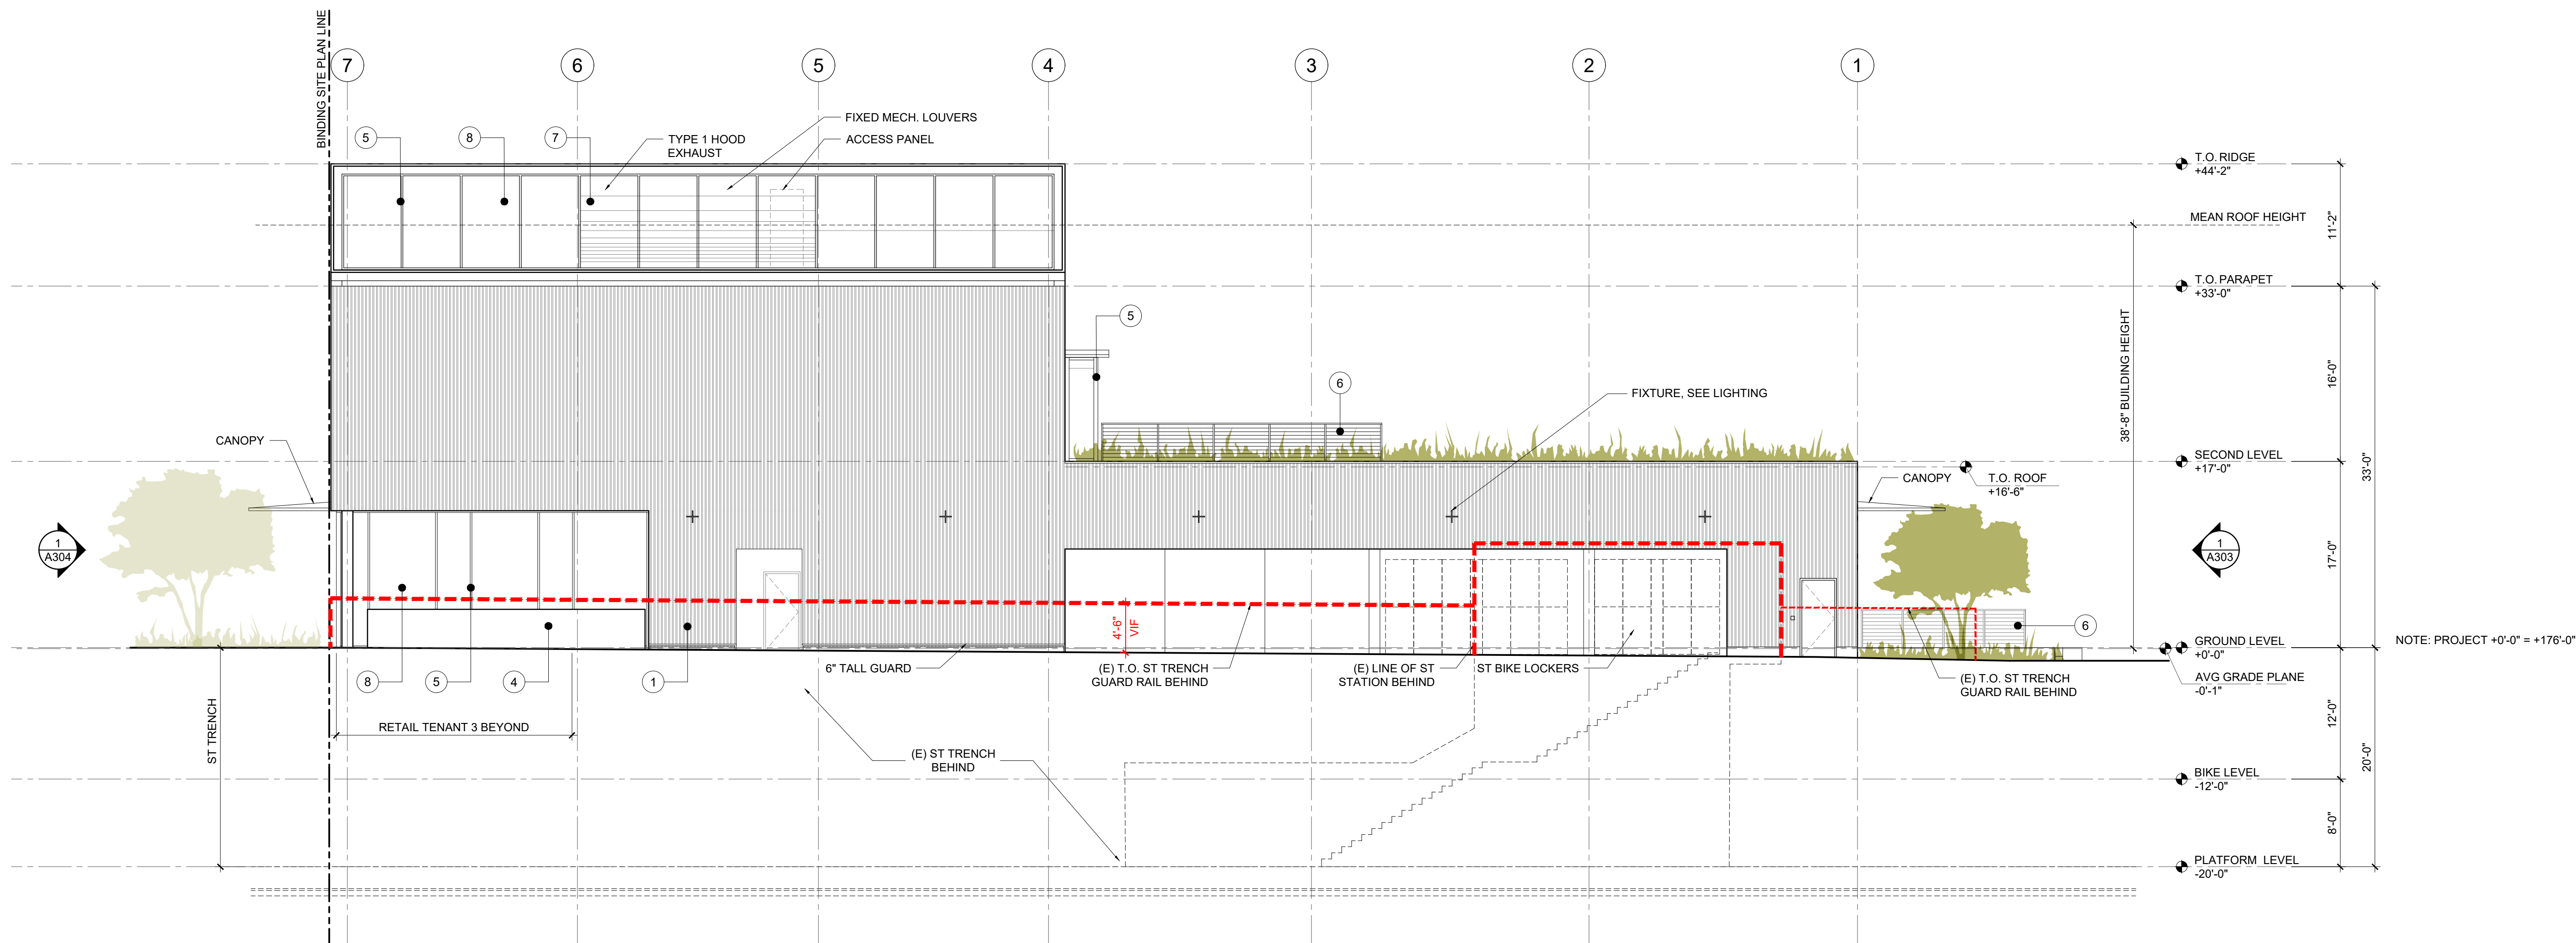 BINDING SITE PLAN LINE
7
6
5
4
3
2
1
5
8
7
TYPE 1 HOOD
EXHAUST
FIXED MECH. LOUVERS
ACCESS PANEL
T.O. RIDGE
+44'-2"
MEAN ROOF HEIGHT
11'-2"
T.O. PARAPET
+33'-0"
5
6
FIXTURE, SEE LIGHTING
38'-8" BUILDING HEIGHT
16'-0"
CANOPY
SECOND LEVEL
+17'-0"
33'-0"
CANOPY
T.O. ROOF
+16'-6"
1
A304
1
A303
17'-0"
4'-6"
VIF
6
GROUND LEVEL
+0'-0"
NOTE: PROJECT +0'-0" = +176'-0"
AVG GRADE PLANE
-0'-1"
8
5
4
1
6" TALL GUARD
(E) T.O. ST TRENCH
GUARD RAIL BEHIND
(E) LINE OF ST
STATION BEHIND
ST BIKE LOCKERS
(E) T.O. ST TRENCH
GUARD RAIL BEHIND
RETAIL TENANT 3 BEYOND
ST TRENCH
(E) ST TRENCH
BEHIND
12'-0"
20'-0"
BIKE LEVEL
-12'-0"
8'-0"
PLATFORM LEVEL
-20'-0"